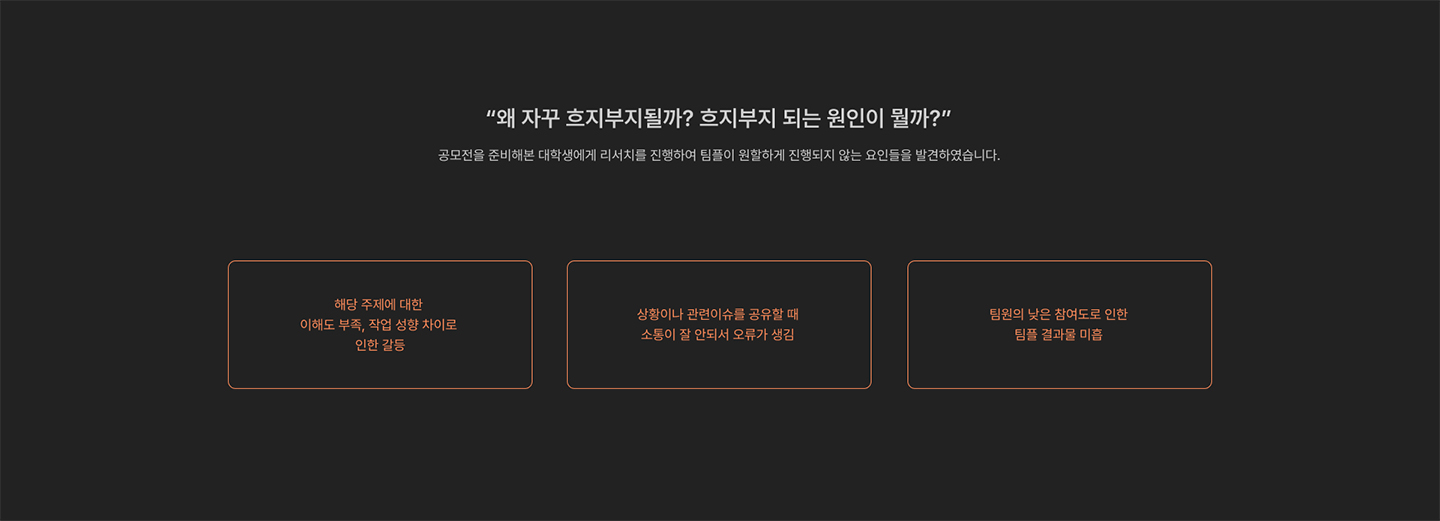 “왜 자꾸 흐지부지될까? 흐지부지 되는 원인이 뭘까?”
공모전을 준비해본 대학생에게 리서치를 진행하여 팀플이 원할하게 진행되지 않는 요인들을 발견하였습니다.
해당 주제에 대한
이해도 부족, 작업 성향 차이로
인한 갈등
상황이나 관련이슈를 공유할 때
소통이 잘 안되서 오류가 생김
팀원의 낮은 참여도로 인한
팀플 결과물 미흡